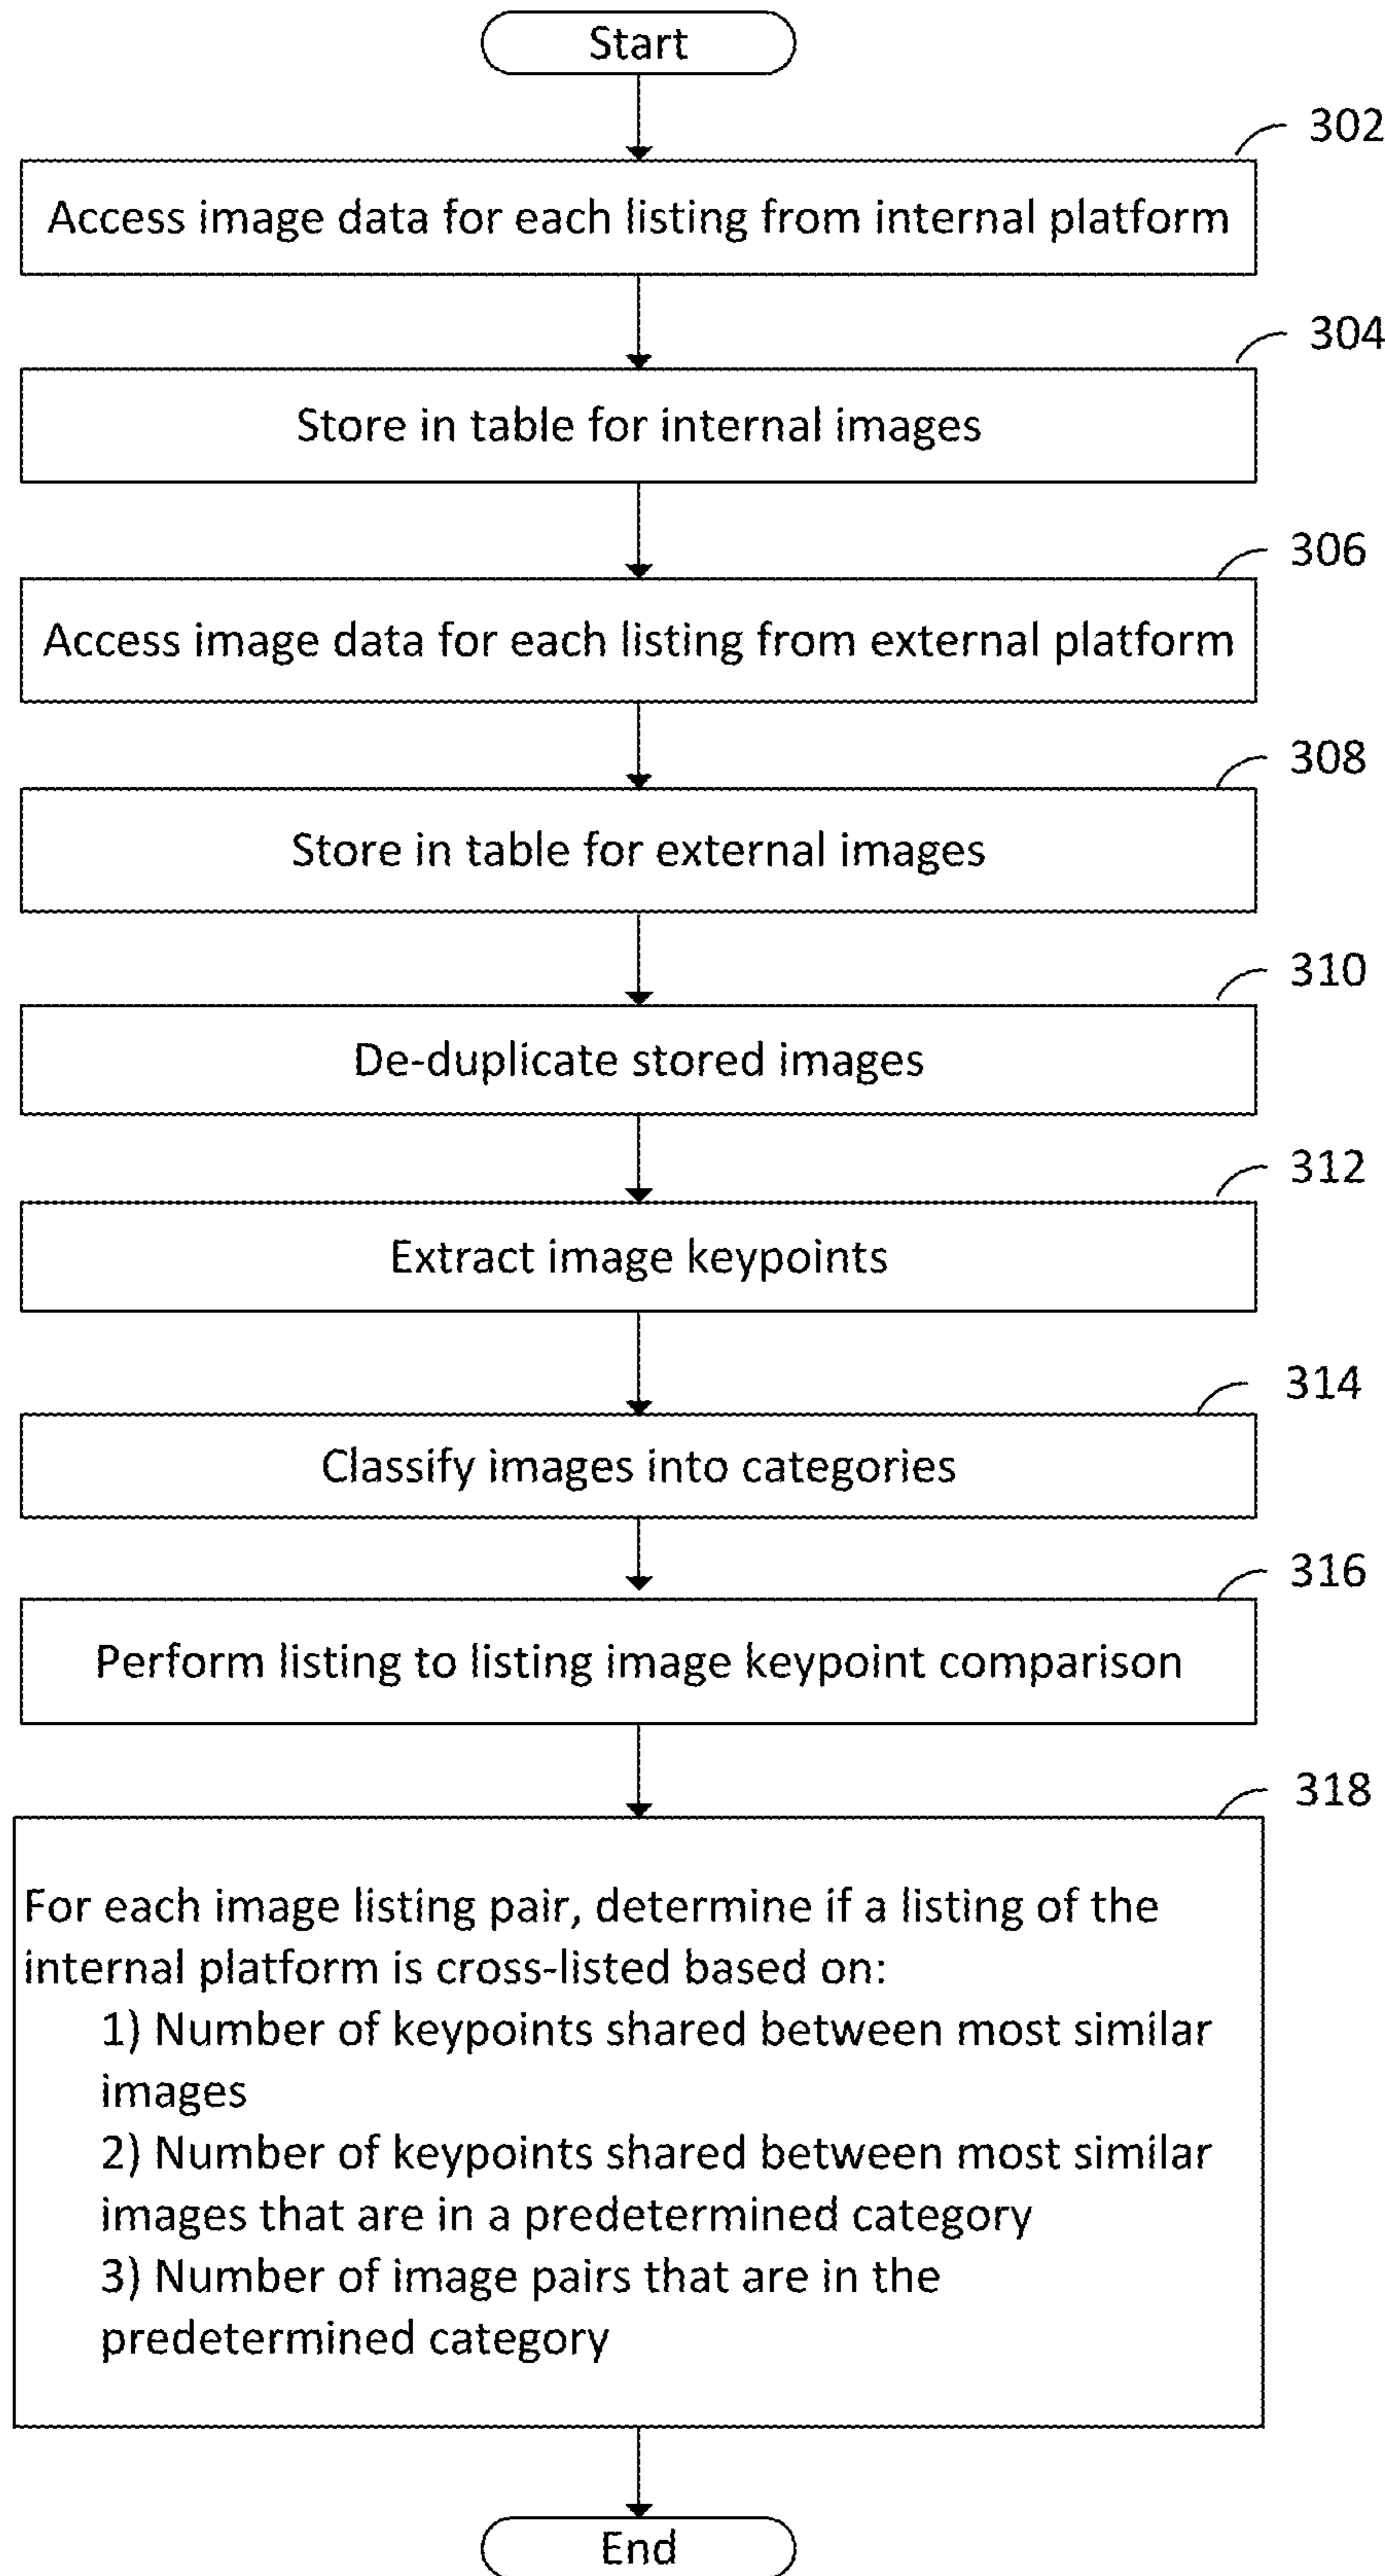 Start
302
Access image data for each listing from internal platform
304
Store in table for internal images
306
Access image data for each listing from external platform
308
Store in table for external images
310
De-duplicate stored images
312
Extract image keypoints
314
Classify images into categories
316
Perform listing to listing image keypoint comparison
318
For each image listing pair, determine if a listing of the
internal platform is cross-listed based on:
1) Number of keypoints shared between most similar
images
2) Number of keypoints shared between most similar
images that are in a predetermined category
3) Number of image pairs that are in the
predetermined category
End